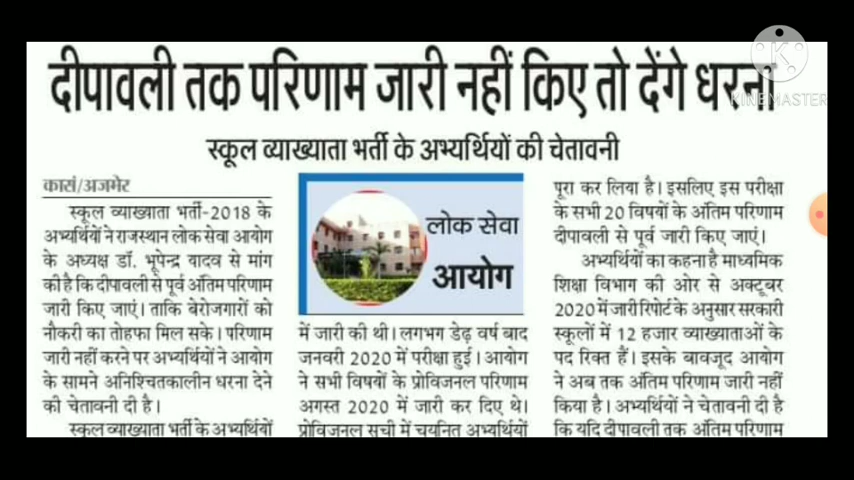 दीपावली तक परिणाम जारी नहीं किए तो देंगे धरना
KINEMASTER
स्कूल व्याख्याता भर्ती के अभ्यर्थियों की चेतावनी
कासं/अजमेर
स्कूल व्याख्याता भर्ती-2018 के
अभ्यर्थियों ने राजस्थान लोक सेवा आयोग
के अध्यक्ष डॉ. भूपेन्द्र यादव से मांग
की है कि दीपावली से पूर्व अंतिम परिणाम
जारी किए जाएं। ताकि बेरोजगारों को
नौकरी का तोहफा मिल सके। परिणाम
जारी नहीं करने पर अभ्यर्थियों ने आयोग
के सामने अनिश्चितकालीन धरना देने
की चेतावनी दी है।
स्कूल व्याख्याता भर्ती के अभ्यर्थियों
लोक सेवा
आयोग
में जारी की थी। लगभग डेढ़ वर्ष बाद
जनवरी 2020 में परीक्षा हुई। आयोग
ने सभी विषयों के प्रोविजनल परिणाम
अगस्त 2020 में जारी कर दिए थे।
प्रोविजनल सूची में चयनित अभ्यर्थियों
पूरा कर लिया है। इसलिए इस परीक्षा
के सभी 20 विषयों के अंतिम परिणाम
दीपावली से पूर्व जारी किए जाएं।
अभ्यर्थियों का कहना है माध्यमिक
शिक्षा विभाग की ओर से अक्टूबर
2020 में जारी रिपोर्ट के अनुसार सरकारी
स्कूलों में 12 हजार व्याख्याताओं के
पद रिक्त हैं। इसके बावजूद आयोग
ने अब तक अंतिम परिणाम जारी नहीं
किया है। अभ्यर्थियों ने चेतावनी दी है
कि यदि दीपावली तक अंतिम परिणाम